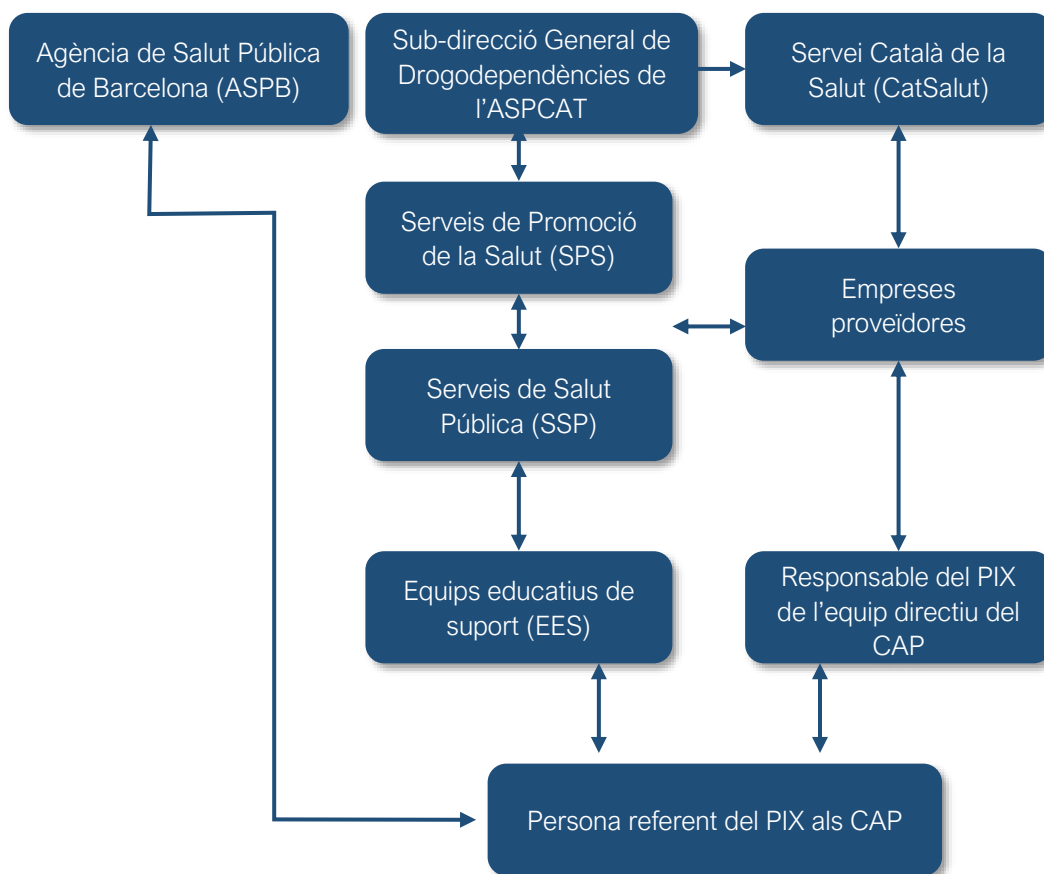 Agència de Salut Pública
de Barcelona (ASPB)
Sub-direcció General de
Drogodependències de
l’ASPCAT
Servei Català de la
Salut (CatSalut)
Serveis de Promoció
de la Salut (SPS)
Empreses
proveïdores
Serveis de Salut
Pública (SSP)
Equips educatius de
suport (EES)
Responsable del PIX
de l’equip directiu del
CAP
Persona referent del PIX als CAP